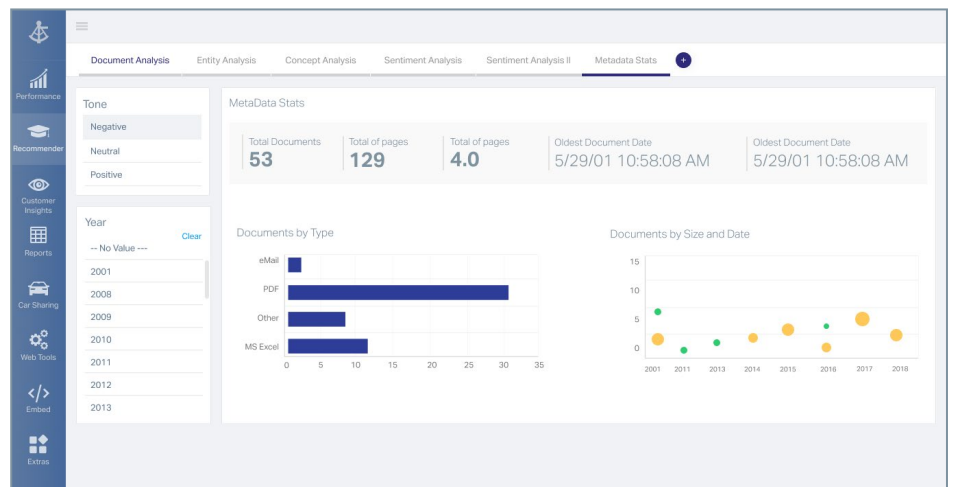 Document Analysis Entity Analysis Concept Analysis Sentiment Analysis Sentiment Analysis II Metadata Stats +
Performance
Recommender
Customer
Insights
Reports
Car Sharing
Web Tools
</>
Embed
Extras
Tone
Negative
Neutral
Positive
Year
Clear
-- No Value ---
2001
2008
2009
2010
2011
2012
2013
MetaData Stats
Total Documents
53
Total of pages
129
Total of pages
4.0
Oldest Document Date
5/29/01 10:58:08 AM
Oldest Document Date
5/29/01 10:58:08 AM
Documents by Type
eMail
PDF
Other
MS Excel
0 5 10 15 20 25 30 35
Documents by Size and Date
15
10
5
0
2001 2011 2013 2014 2015 2016 2017 2018